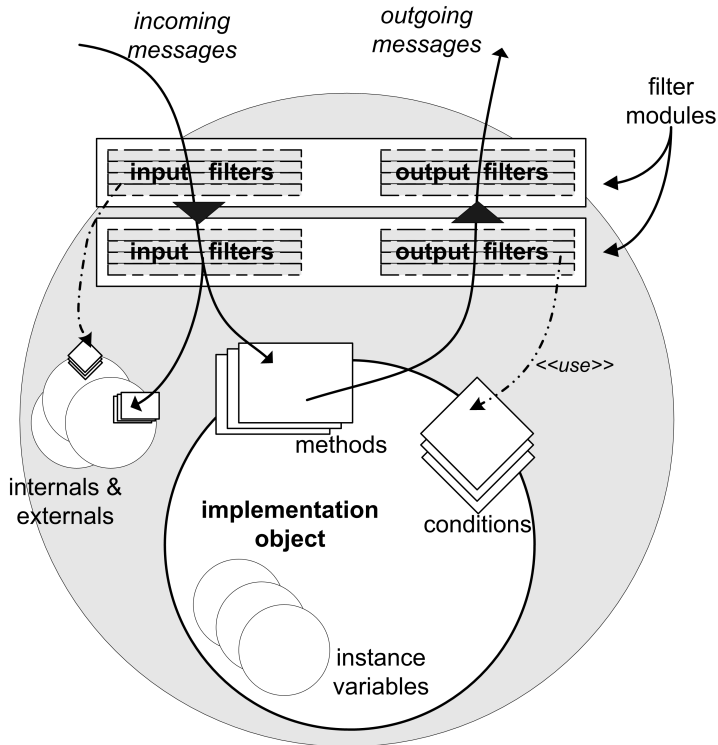 incoming
messages
outgoing
messages
filter
modules
input filters
output filters
input filters
output filters
<<use>>
methods
internals &
externals
implementation
object
conditions
instance
variables